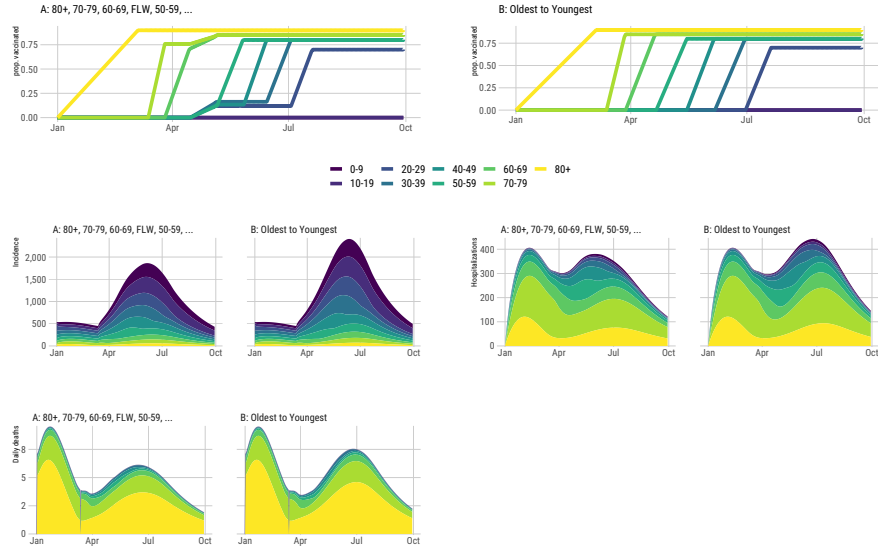 A: 80+, 70-79, 60-69, FLW, 50-59, ...
B: Oldest to Youngest
prop. vaccinated
0.75
0.50
0.25
0.00
Jan Apr Jul Oct
prop. vaccinated
0.75
0.50
0.25
0.00
Jan Apr Jul Oct
0-9 20-29 40-49 60-69 80+
10-19 30-39 50-59 70-79
A: 80+, 70-79, 60-69, FLW, 50-59, ...
B: Oldest to Youngest
A: 80+, 70-79, 60-69, FLW, 50-59, ...
B: Oldest to Youngest
Incidence
2,000
1,500
1,000
500
0
Jan Apr Jul Oct
Jan Apr Jul Oct
Hospitalizations
400
300
200
100
0
Jan Apr Jul Oct
Jan Apr Jul Oct
A: 80+, 70-79, 60-69, FLW, 50-59, ...
B: Oldest to Youngest
Daily deaths
8
5
2
0
Jan Apr Jul Oct
Jan Apr Jul Oct